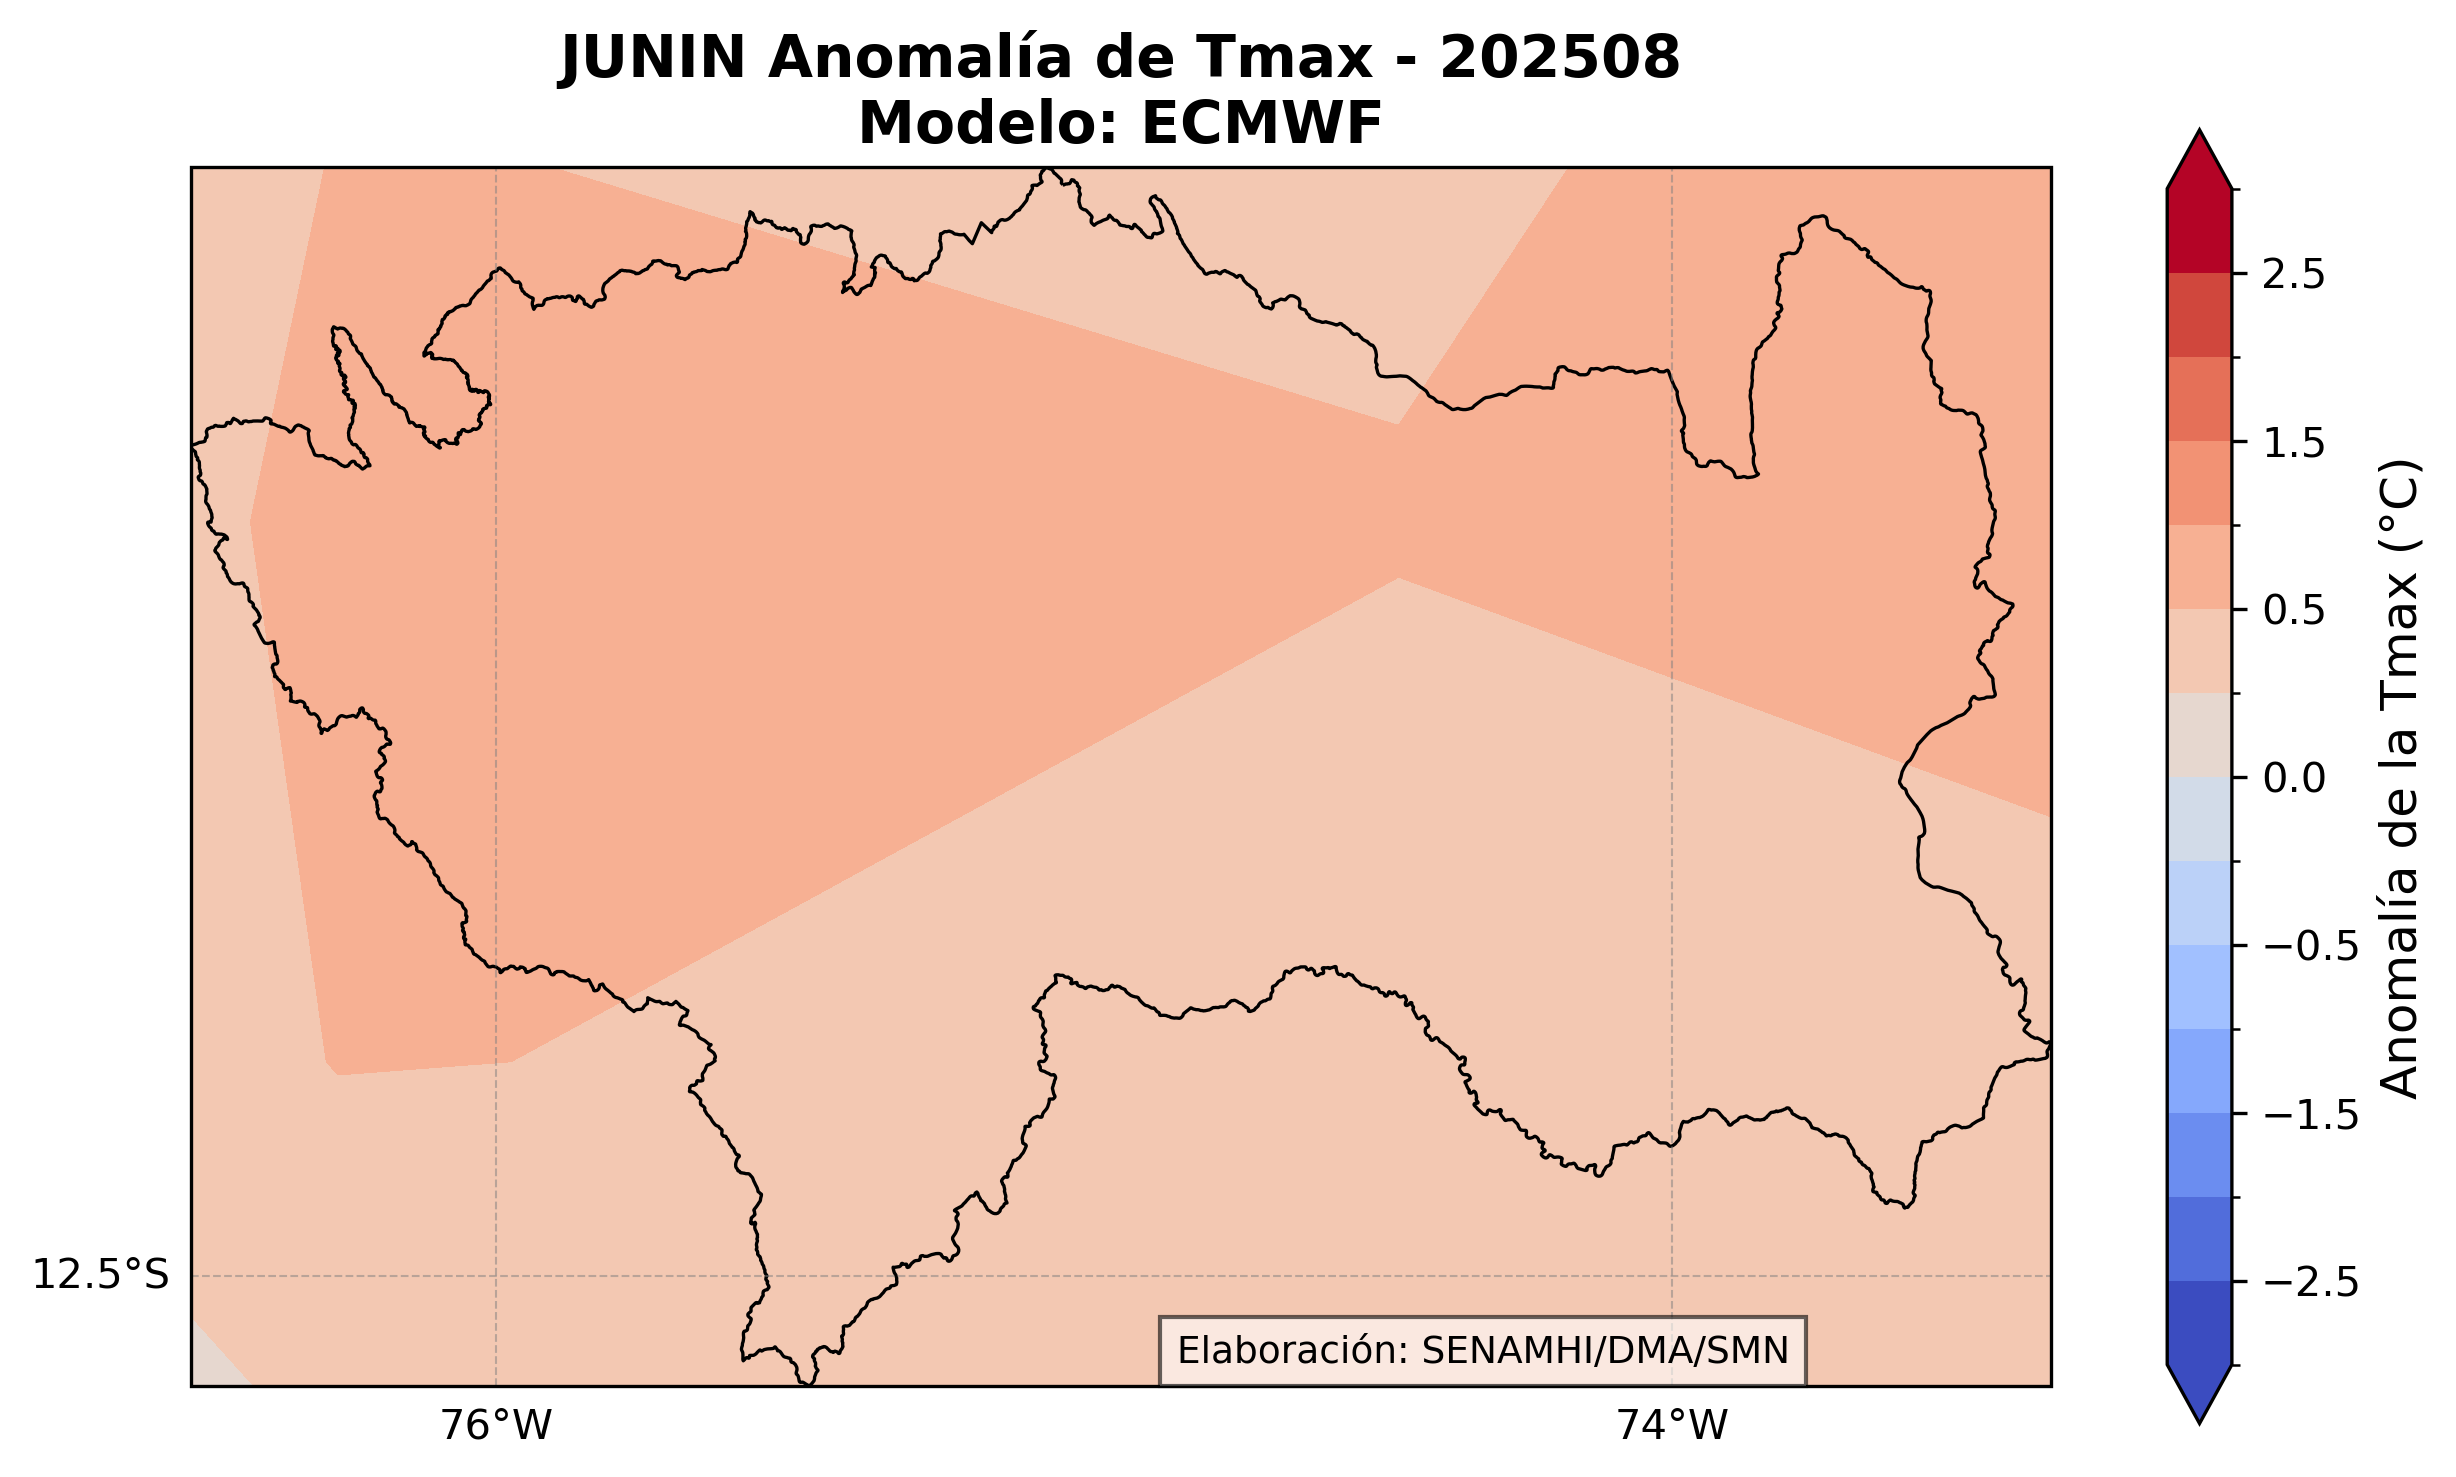 JUNIN Anomalía de Tmax - 202508
Modelo: ECMWF
2.5
1.5
0.5
0.0
−0.5
−1.5
−2.5
Anomalía de la Tmax (°C)
12.5°S
Elaboración: SENAMHI/DMA/SMN
76°W
74°W